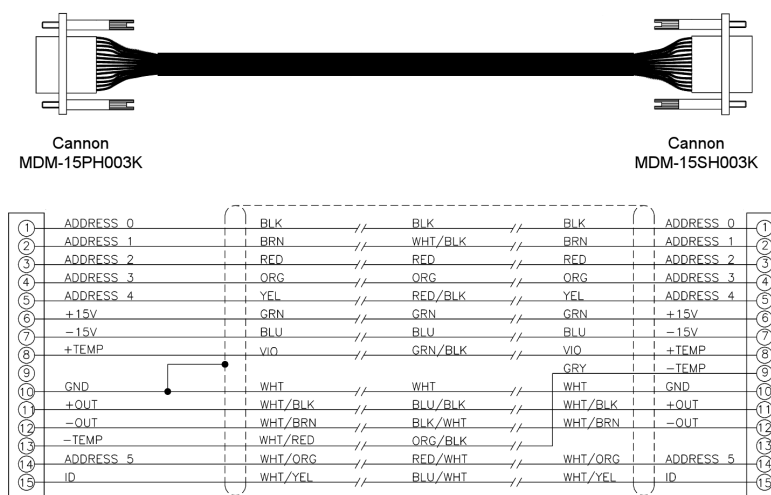 Cannon
MDM-15PH003K
Cannon
MDM-15SH003K
1 ADDRESS 0 BLK BLK BLK ADDRESS 0 1
2 ADDRESS 1 BRN WHT/BLK BRN ADDRESS 1 2
3 ADDRESS 2 RED RED RED ADDRESS 2 3
4 ADDRESS 3 ORG ORG ORG ADDRESS 3 4
5 ADDRESS 4 YEL RED/BLK YEL ADDRESS 4 5
6 +15V GRN GRN GRN +15V 6
7 -15V BLU BLU BLU -15V 7
8 +TEMP VIO GRN/BLK VIO +TEMP 8
9 GRY -TEMP 9
10 GND WHT WHT WHT GND 10
11 +OUT WHT/BLK BLU/BLK WHT/BLK +OUT 11
12 -OUT WHT/BRN BLK/WHT WHT/BRN -OUT 12
13 -TEMP WHT/RED ORG/BLK 13
14 ADDRESS 5 WHT/ORG RED/WHT WHT/ORG ADDRESS 5 14
15 ID WHT/YEL BLU/WHT WHT/YEL ID 15